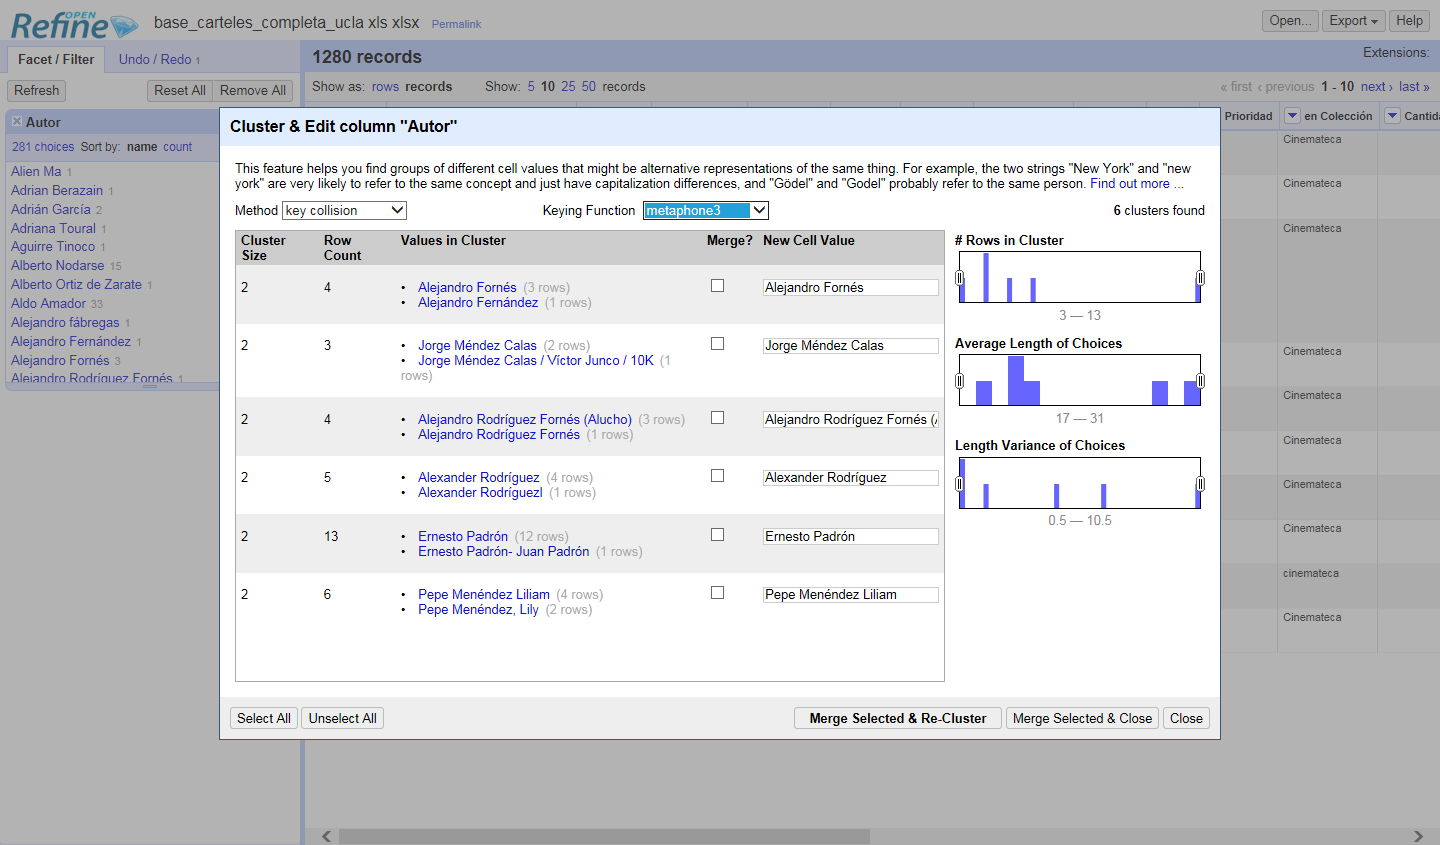 OPEN
Refine
base_carteles_completa_ucla xls xlsx Permalink
Open... Export Help
Facet / Filter Undo / Redo 1
1280 records
Extensions:
Refresh Reset All Remove All
Show as: rows records Show: 5 10 25 50 records
« first ‹ previous 1 - 10 next › last »
Autor
281 choices Sort by: name count
Alien Ma 1
Adrian Berazain 1
Adrián García 2
Adriana Toural 1
Aguirre Tinoco 1
Alberto Nodarse 15
Alberto Ortiz de Zarate 1
Aldo Amador 33
Alejandro fábregas 1
Alejandro Fernández 1
Alejandro Fornés 3
Alejandro Rodríguez Fornés 1
Prioridad en Colección Cantida
Cinemateca
Cinemateca
Cinemateca
Cinemateca
Cinemateca
Cinemateca
Cinemateca
Cinemateca
cinemateca
Cinemateca
Cluster & Edit column "Autor"
This feature helps you find groups of different cell values that might be alternative representations of the same thing. For example, the two strings "New York" and "new
york" are very likely to refer to the same concept and just have capitalization differences, and "Gödel" and "Godel" probably refer to the same person. Find out more ...
Method key collision Keying Function metaphone3 6 clusters found
Cluster Size Row Count Values in Cluster Merge? New Cell Value
2 4 • Alejandro Fornés (3 rows) Alejandro Fornés
• Alejandro Fernández (1 rows)
2 3 • Jorge Méndez Calas (2 rows) Jorge Méndez Calas
• Jorge Méndez Calas / Víctor Junco / 10K (1
rows)
2 4 • Alejandro Rodríguez Fornés (Alucho) (3 rows) Alejandro Rodríguez Fornés (
• Alejandro Rodríguez Fornés (1 rows)
2 5 • Alexander Rodríguez (4 rows) Alexander Rodríguez
• Alexander Rodríguezl (1 rows)
2 13 • Ernesto Padrón (12 rows) Ernesto Padrón
• Ernesto Padrón- Juan Padrón (1 rows)
2 6 • Pepe Menéndez Liliam (4 rows) Pepe Menéndez Liliam
• Pepe Menéndez, Lily (2 rows)
# Rows in Cluster
3 — 13
Average Length of Choices
17 — 31
Length Variance of Choices
0.5 — 10.5
Select All Unselect All Merge Selected & Re-Cluster Merge Selected & Close Close